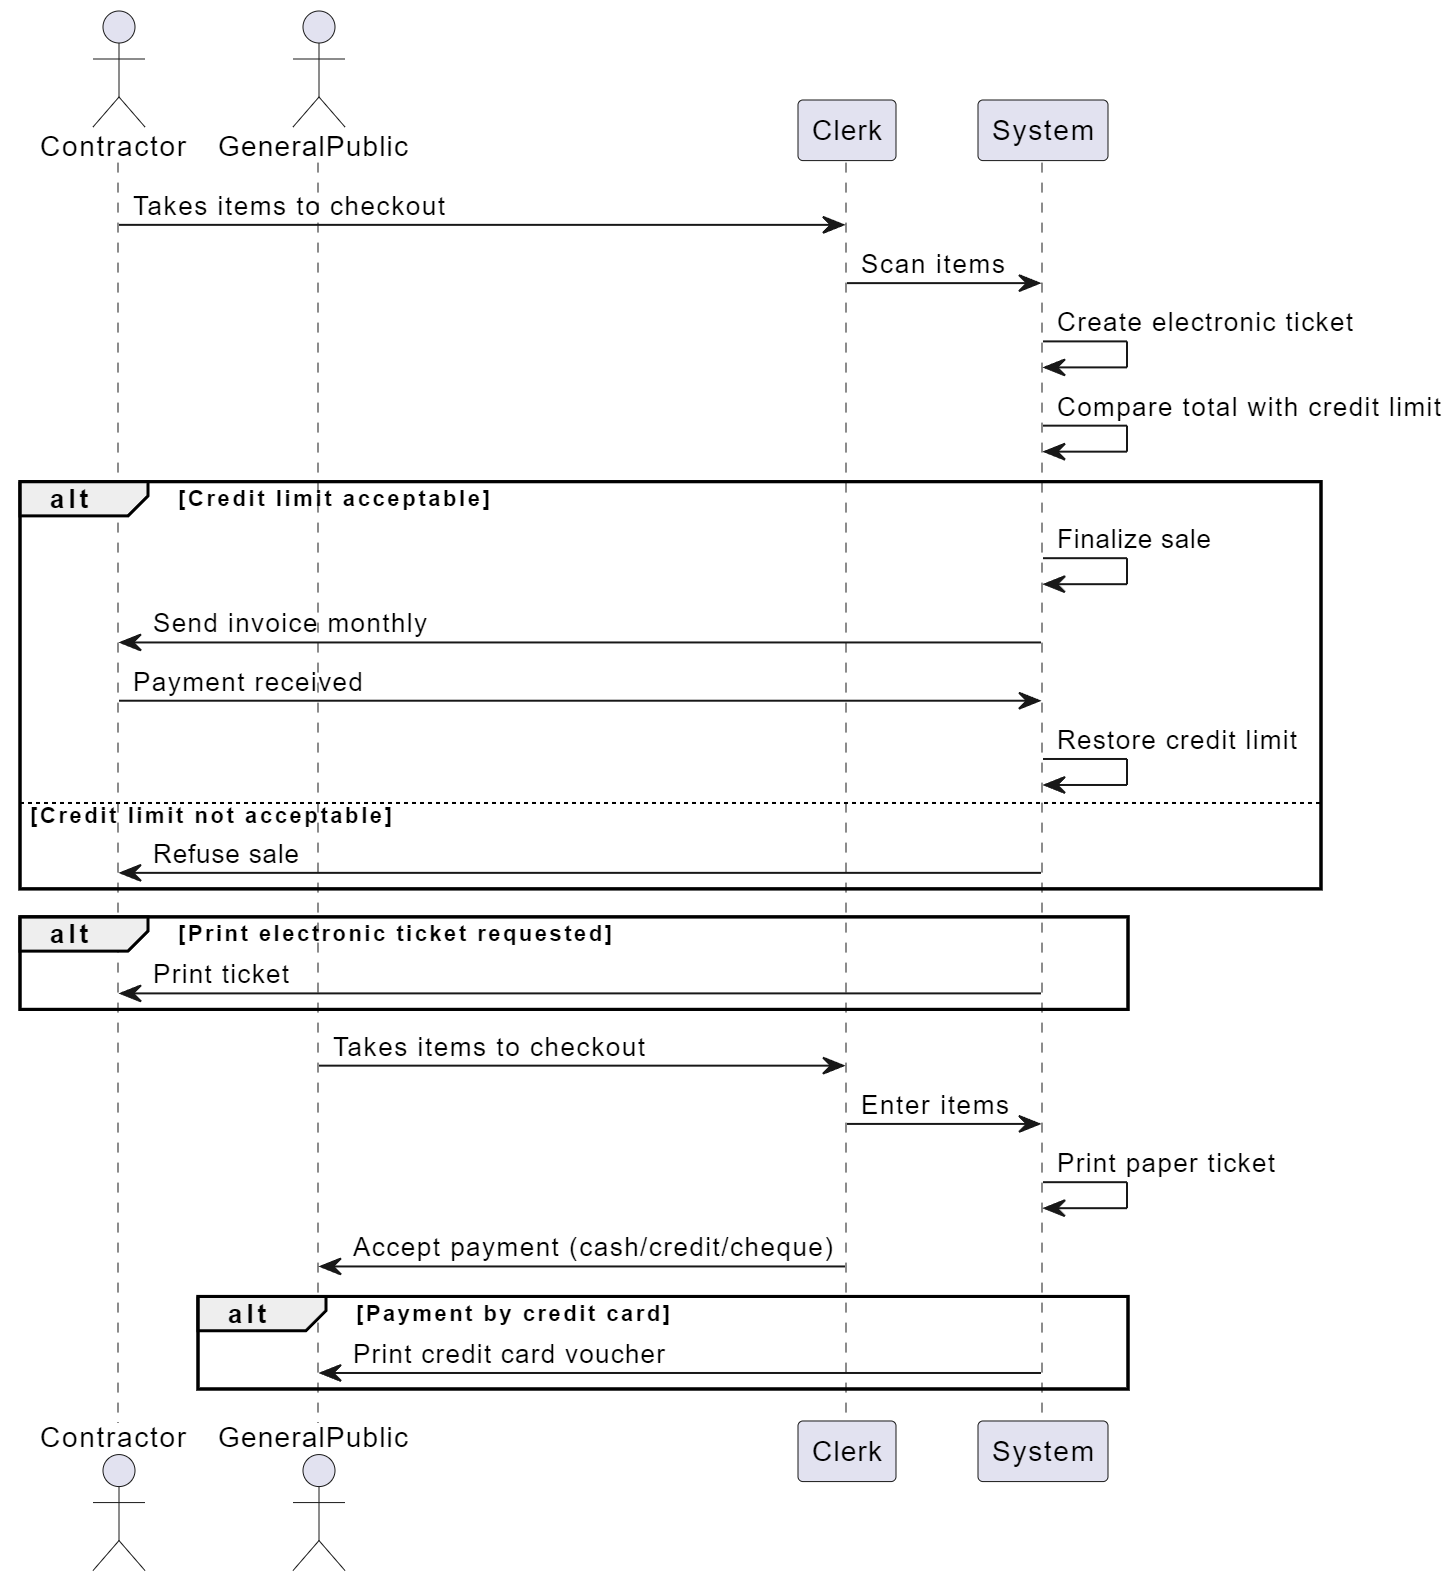 Contractor
GeneralPublic
Clerk
System
Takes items to checkout
Scan items
Create electronic ticket
Compare total with credit limit
alt
[Credit limit acceptable]
Finalize sale
Send invoice monthly
Payment received
Restore credit limit
[Credit limit not acceptable]
Refuse sale
alt
[Print electronic ticket requested]
Print ticket
Takes items to checkout
Enter items
Print paper ticket
Accept payment (cash/credit/cheque)
alt
[Payment by credit card]
Print credit card voucher
Contractor
GeneralPublic
Clerk
System